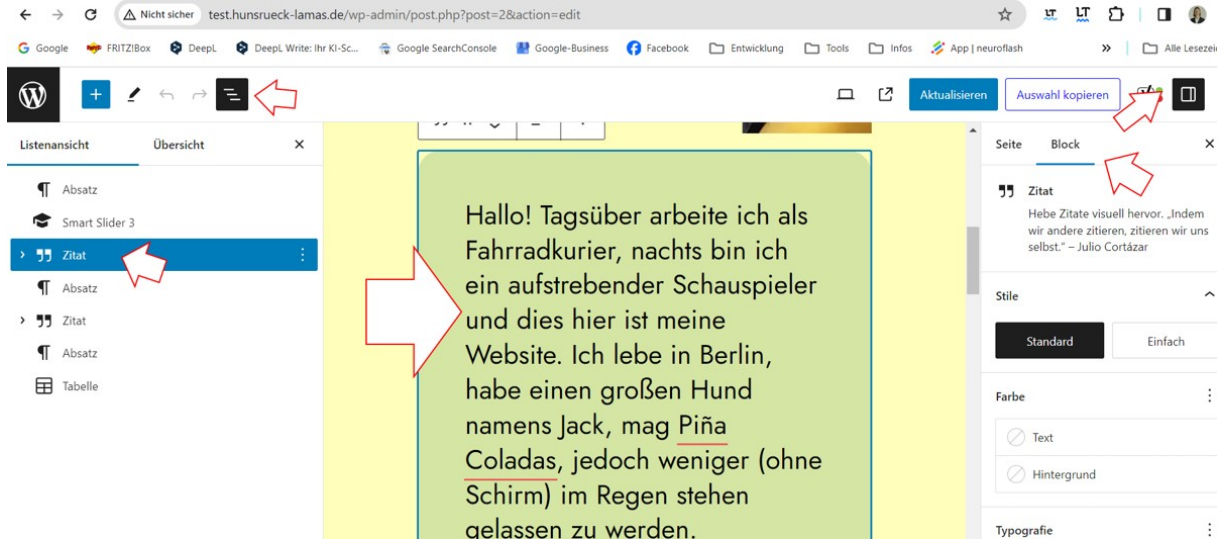 Nicht sicher test.hunsrueck-lamas.de/wp-admin/post.php?post=2&action=edit
Google FRITZ!Box DeepL DeepL Write: Ihr KI-Sc... Google SearchConsole Google-Business Facebook Entwicklung Tools Infos App | neuroflash » Alle Lesezei
Aktualisieren Auswahl kopieren
Listenansicht Übersicht
Absatz
Smart Slider 3
Zitat
Absatz
Zitat
Absatz
Tabelle
Hallo! Tagsüber arbeite ich als
Fahrradkurier, nachts bin ich
ein aufstrebender Schauspieler
und dies hier ist meine
Website. Ich lebe in Berlin,
habe einen großen Hund
namens Jack, mag Piña
Coladas, jedoch weniger (ohne
Schirm) im Regen stehen
gelassen zu werden.
Seite Block
Zitat
Hebe Zitate visuell hervor. „Indem
wir andere zitieren, zitieren wir uns
selbst.“ – Julio Cortázar
Stile
Standard Einfach
Farbe
Text
Hintergrund
Typografie